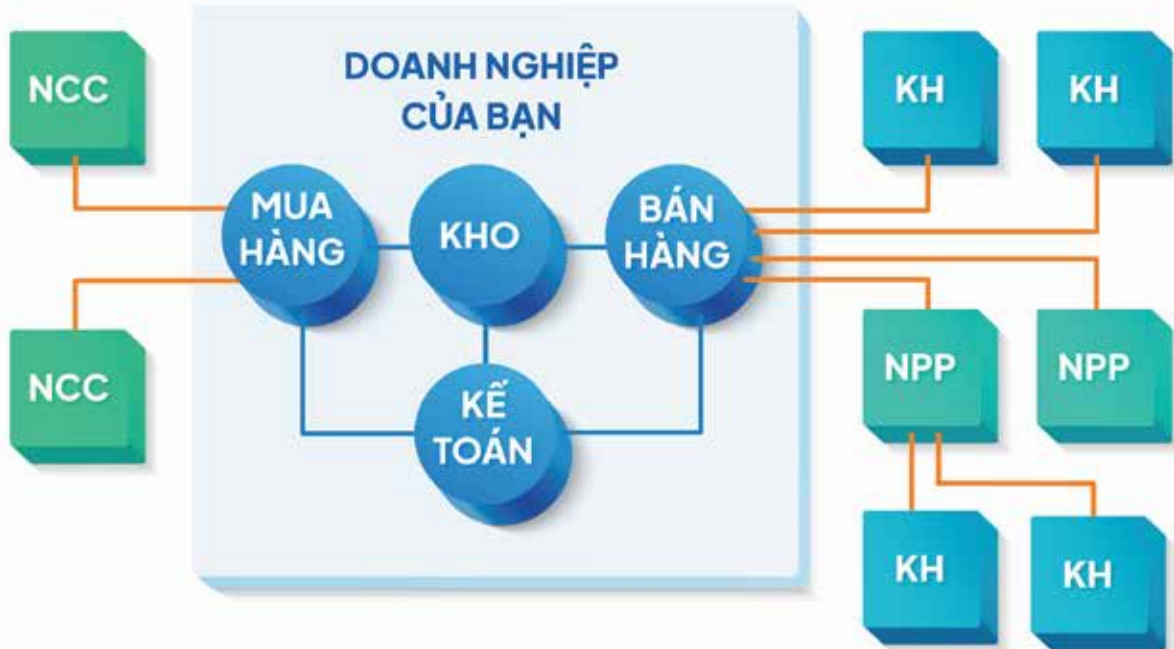 DOANH NGHIỆP
CỦA BẠN
NCC
KH
KH
MUA
HÀNG
KHO
BÁN
HÀNG
NCC
NPP
NPP
KẾ
TOÁN
KH
KH